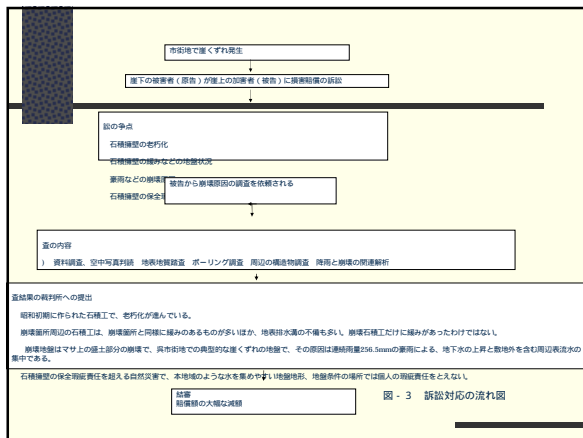 市街地で崖くずれ発生
崖下の被害者(原告)が崖上の加害者(被告)に損害賠償の訴訟
訟の争点
石積擁壁の老朽化
石積擁壁の緩みなどの地盤状況
豪雨などの崩壊
石積擁壁の保全
被告から崩壊原因の調査を依頼される
査の内容
) 資料調査、空中写真判読 地表地質踏査 ボーリング調査 周辺の構造物調査 降雨と崩壊の関連解析
査結果の裁判所への提出
昭和初期に作られた石積工で、老朽化が進んでいる。
崩壊箇所周辺の石積工は、崩壊箇所と同様に緩みのあるものが多いほか、地表排水溝の不備も多い。崩壊石積工だけに緩みがあったわけではない。
崩壊地盤はマサ上の盛土部分の崩壊で、呉市街地での典型的な崖くずれの地盤で、その原因は連続雨量256.5mmの豪雨による、地下水の上昇と敷地外を含む周辺表流水の
集中である。
石積擁壁の保全瑕疵責任を超える自然災害で、本地域のような水を集めやすい地盤地形、地盤条件の場所では個人の瑕疵責任をとえない。
結審
賠償額の大幅な減額
図-3 訴訟対応の流れ図